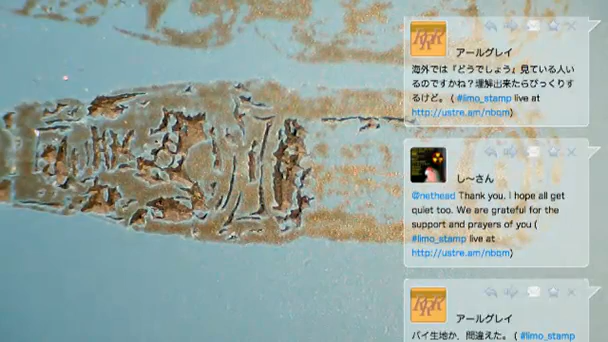 アールグレイ
海外では『どうでしょう』見ている人い
るのですかね?理解出来たらびっくりす
るけど。 ( #limo_stamp live at
http://ustre.am/nbqm)
し〜さん
@nethead Thank you, I hope all get
quiet too. We are grateful for the
support and prayers of you (
#limo_stamp live at
http://ustre.am/nbqm)
アールグレイ
パイ生地か、間違えた。 ( #limo_stamp